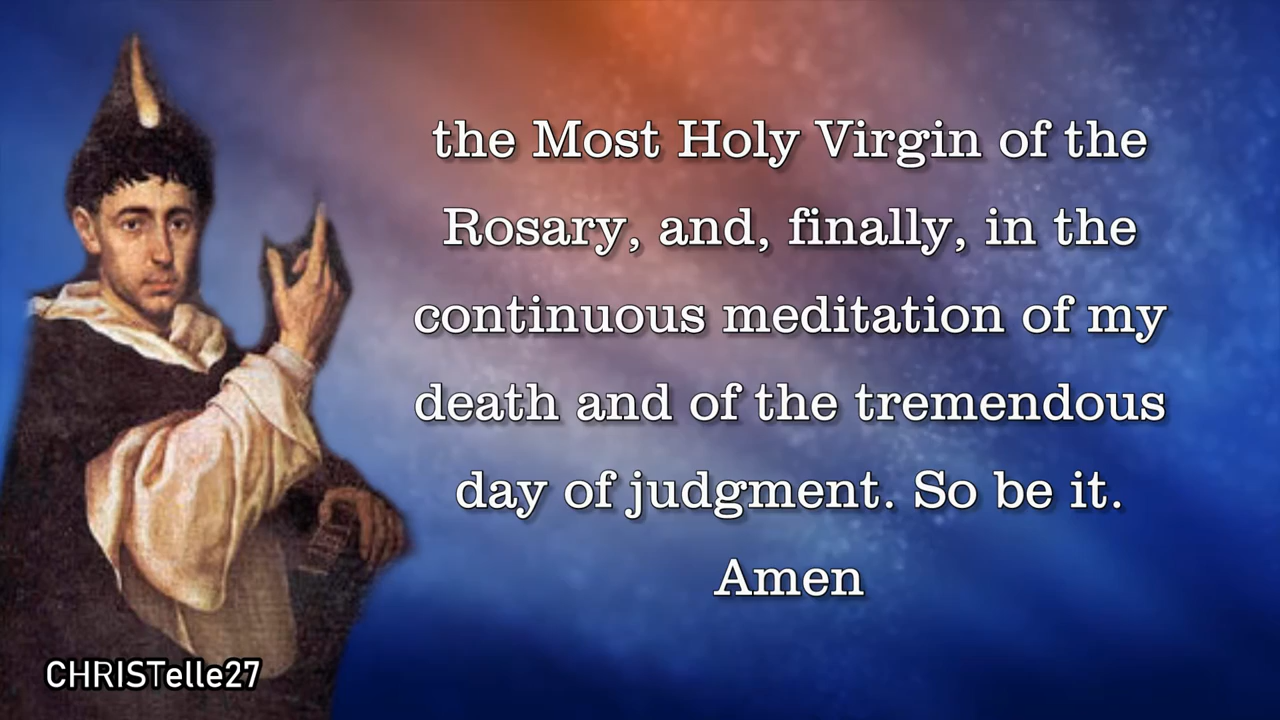 the Most Holy Virgin of the
Rosary, and, finally, in the
continuous meditation of my
death and of the tremendous
day of judgment. So be it.
Amen
CHRISTelle27